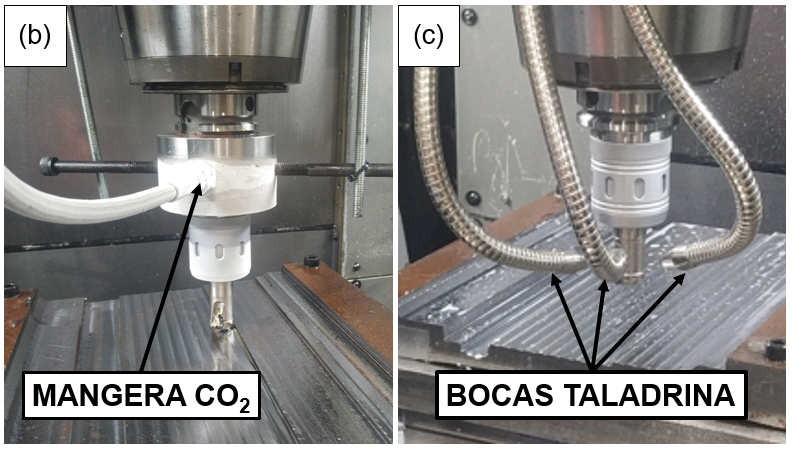 (b)
(c)
MANGERA CO₂
BOCAS TALADRINA